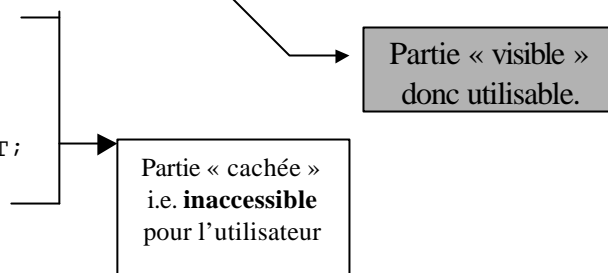 Partie « visible »
donc utilisable.
T;
Partie « cachée »
i.e. inaccessible
pour l’utilisateur